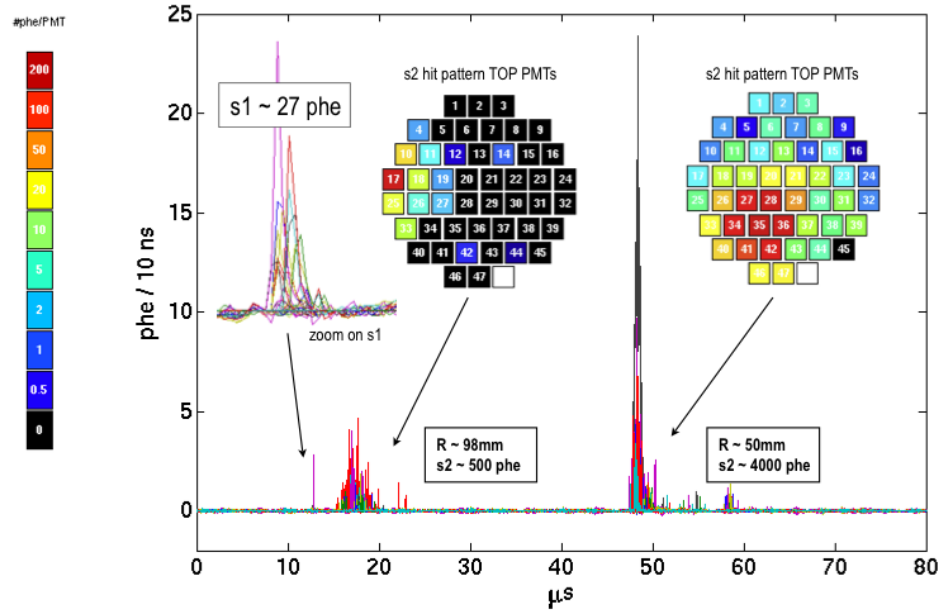 #phe/PMT
200
100
50
20
10
5
2
1
0.5
0
phe / 10 ns
25
20
15
10
5
0
s1 ~ 27 phe
zoom on s1
s2 hit pattern TOP PMTs
1 2 3
4 5 6 7 8 9
10 11 12 13 14 15 16
17 18 19 20 21 22 23 24
25 26 27 28 29 30 31 32
33 34 35 36 37 38 39
40 41 42 43 44 45
46 47
s2 hit pattern TOP PMTs
1 2 3
4 5 6 7 8 9
10 11 12 13 14 15 16
17 18 19 20 21 22 23 24
25 26 27 28 29 30 31 32
33 34 35 36 37 38 39
40 41 42 43 44 45
46 47
R ~ 98mm
s2 ~ 500 phe
R ~ 50mm
s2 ~ 4000 phe
0 10 20 30 40 50 60 70 80
μs